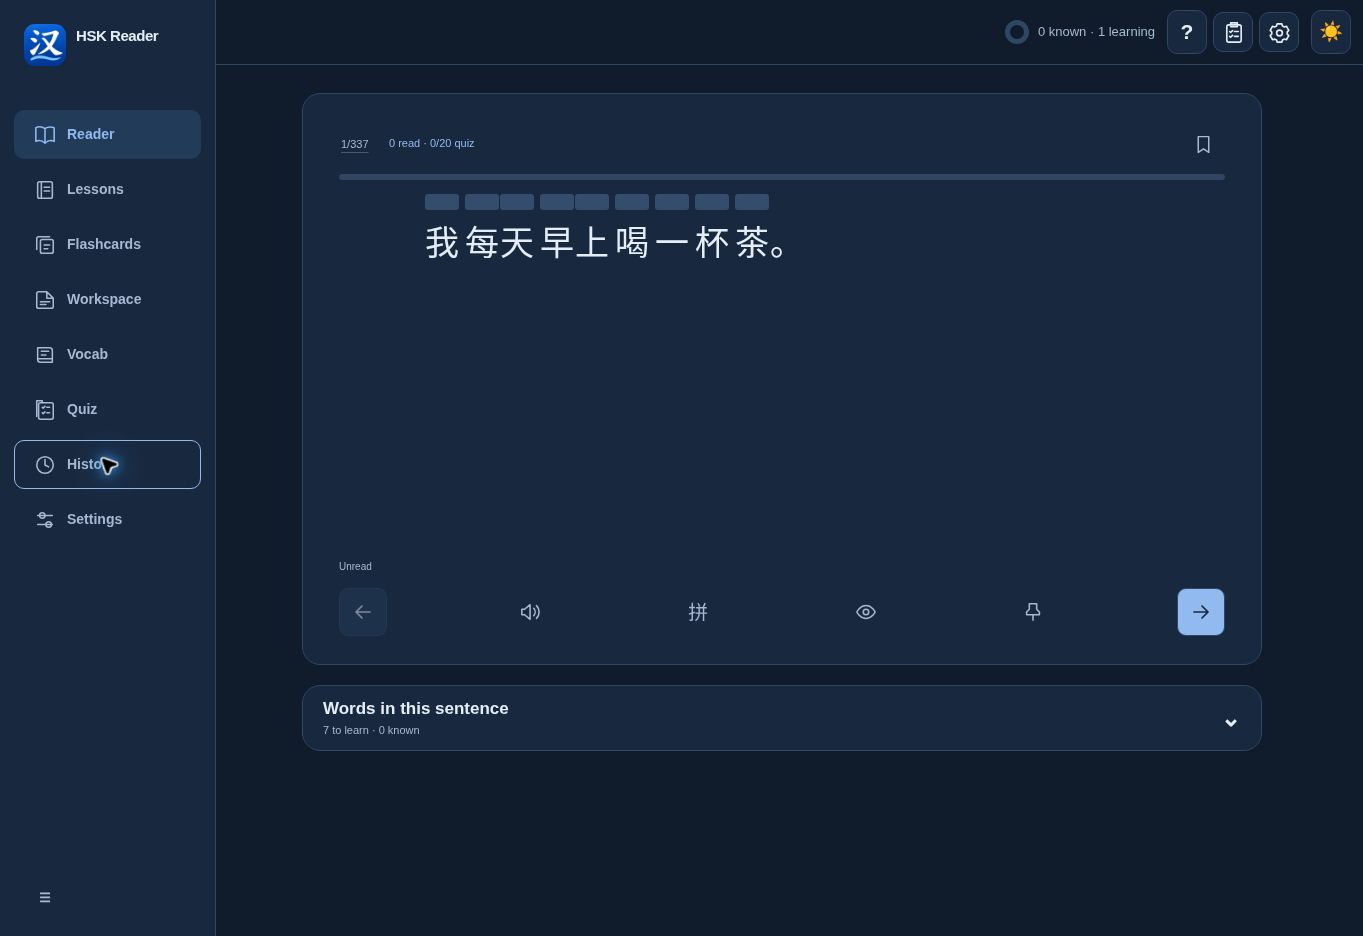 汉
HSK Reader
0 known · 1 learning
?
Reader
Lessons
Flashcards
Workspace
Vocab
Quiz
Settings
1/337
0 read · 0/20 quiz
我每天早上喝一杯茶。
Unread
拼
Words in this sentence
7 to learn · 0 known